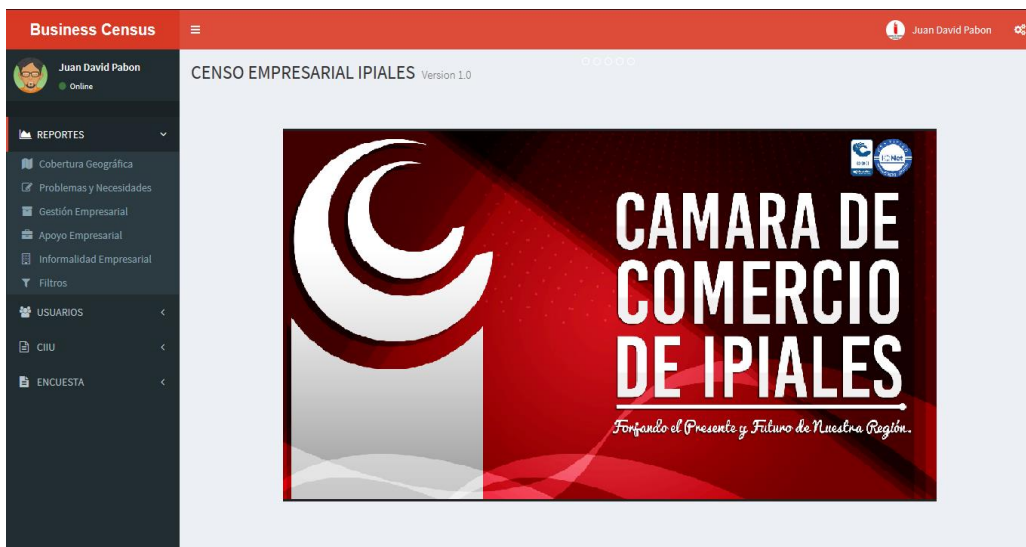 Business Census
Juan David Pabon
Juan David Pabon
Online
CENSO EMPRESARIAL IPIALES Version 1.0
REPORTES
Cobertura Geográfica
Problemas y Necesidades
Gestión Empresarial
Apoyo Empresarial
Informalidad Empresarial
Filtros
USUARIOS
CIIU
ENCUESTA
IQNet
CAMARA DE
COMERCIO
DE IPIALES
Forjando el Presente y Futuro de Nuestra Región.